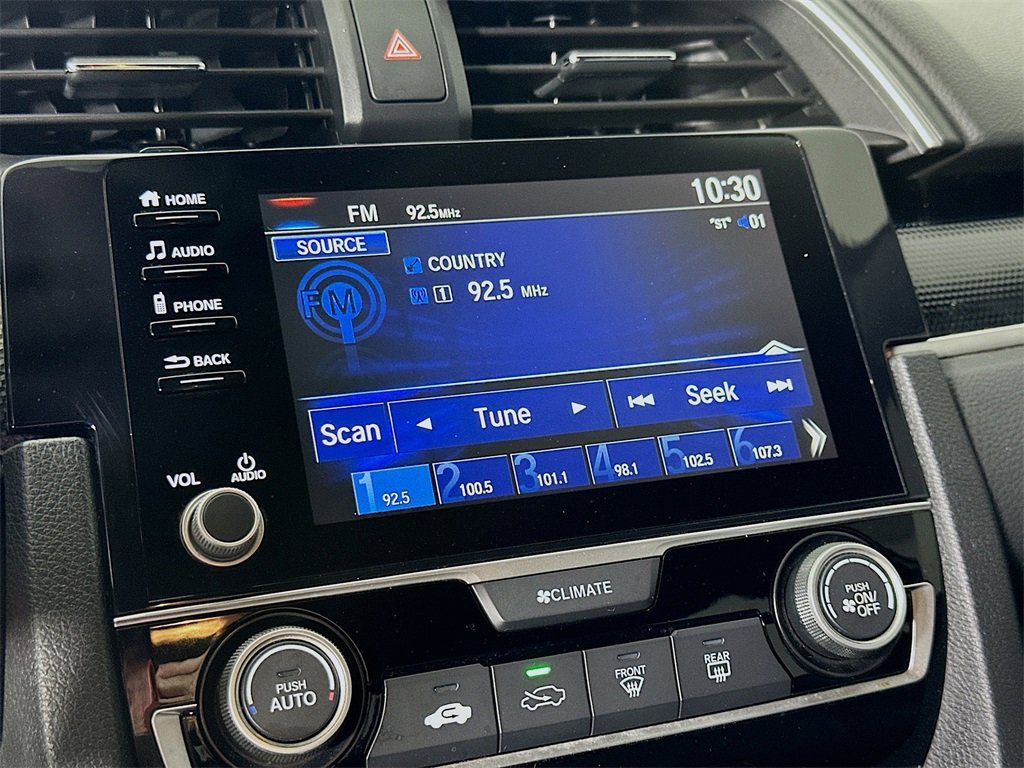 HOME
AUDIO
PHONE
BACK
VOL
AUDIO
FM 92.5MHz 10:30
"ST" 01
SOURCE
FM
COUNTRY
1 92.5 MHz
Scan Tune Seek
1 92.5 2 100.5 3 101.1 4 98.1 5 102.5 6 107.3
CLIMATE
PUSH
AUTO
FRONT
REAR
PUSH
ON/
OFF